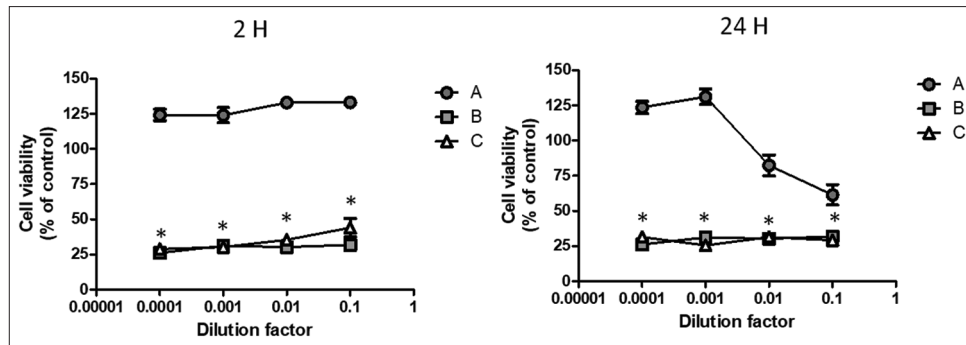 2 H
150
125
100
75
50
25
0
Cell viability
(% of control)
* * * *
0.00001 0.0001 0.001 0.01 0.1 1
Dilution factor
A
B
C
24 H
150
125
100
75
50
25
0
Cell viability
(% of control)
* * * *
0.00001 0.0001 0.001 0.01 0.1 1
Dilution factor
A
B
C